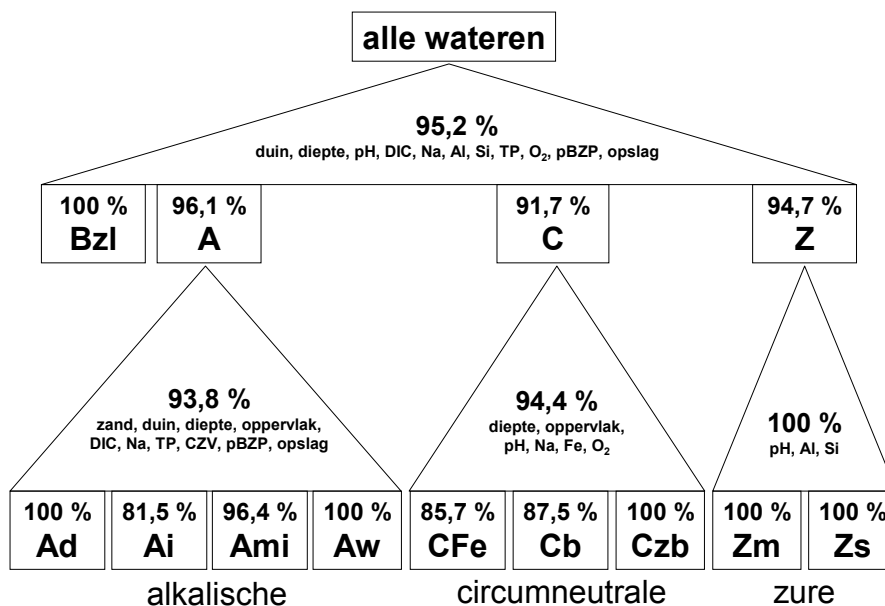 alle wateren
95,2 %
duin, diepte, pH, DIC, Na, Al, Si, TP, O₂, pBZP, opslag
100 %
Bzl
96,1 %
A
91,7 %
C
94,7 %
Z
93,8 %
zand, duin, diepte, oppervlak,
DIC, Na, TP, CZV, pBZP, opslag
94,4 %
diepte, oppervlak,
pH, Na, Fe, O₂
100 %
pH, Al, Si
100 %
Ad
81,5 %
Ai
96,4 %
Ami
100 %
Aw
85,7 %
CFe
87,5 %
Cb
100 %
Czb
100 %
Zm
100 %
Zs
alkalische
circumneutrale
zure